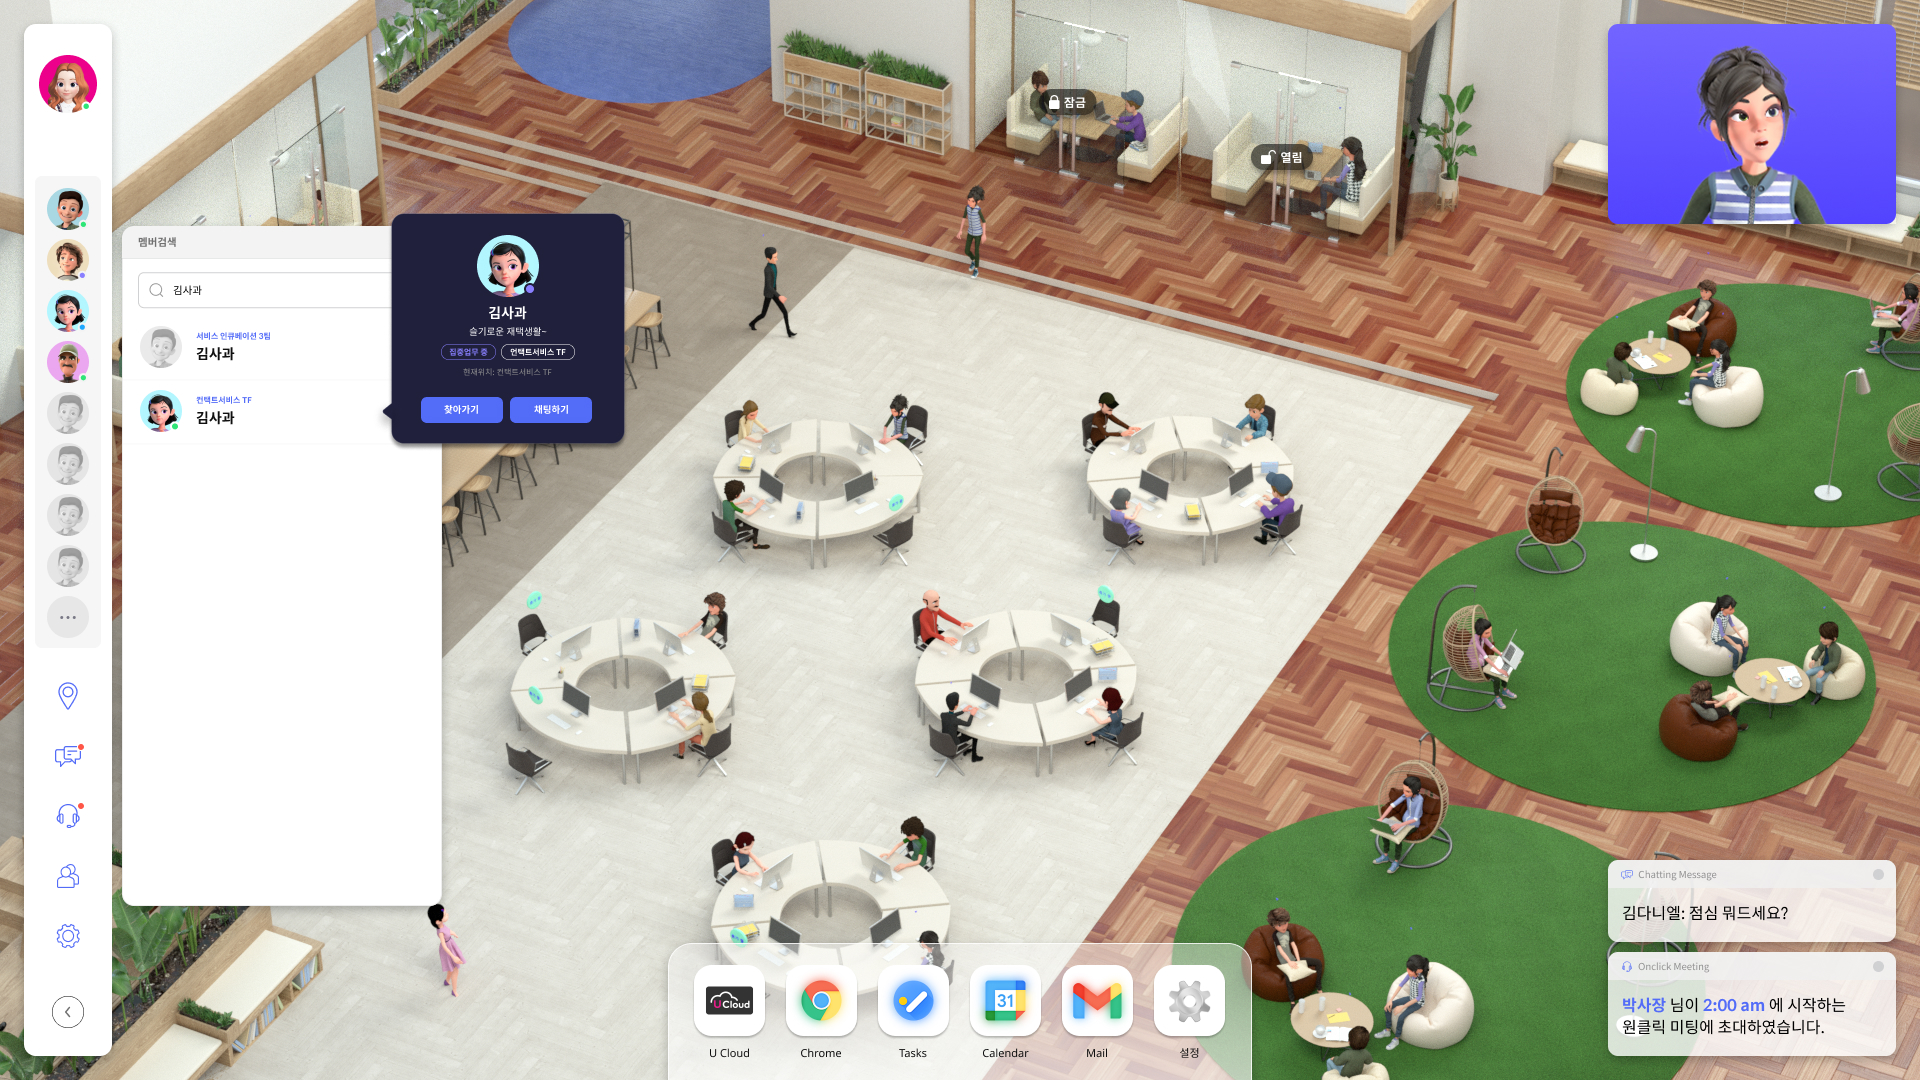 잠금
열림
멤버검색
김사과
서비스 인큐베이션 3팀
김사과
컨택트서비스 TF
김사과
김사과
슬기로운 재택생활~
집중업무 중
언택트서비스 TF
현재위치: 컨택트서비스 TF
찾아가기
채팅하기
Chatting Message
김다니엘: 점심 뭐드세요?
Onclick Meeting
박사장 님이 2:00 am 에 시작하는
원클릭 미팅에 초대하였습니다.
UCloud
31
U Cloud
Chrome
Tasks
Calendar
Mail
설정